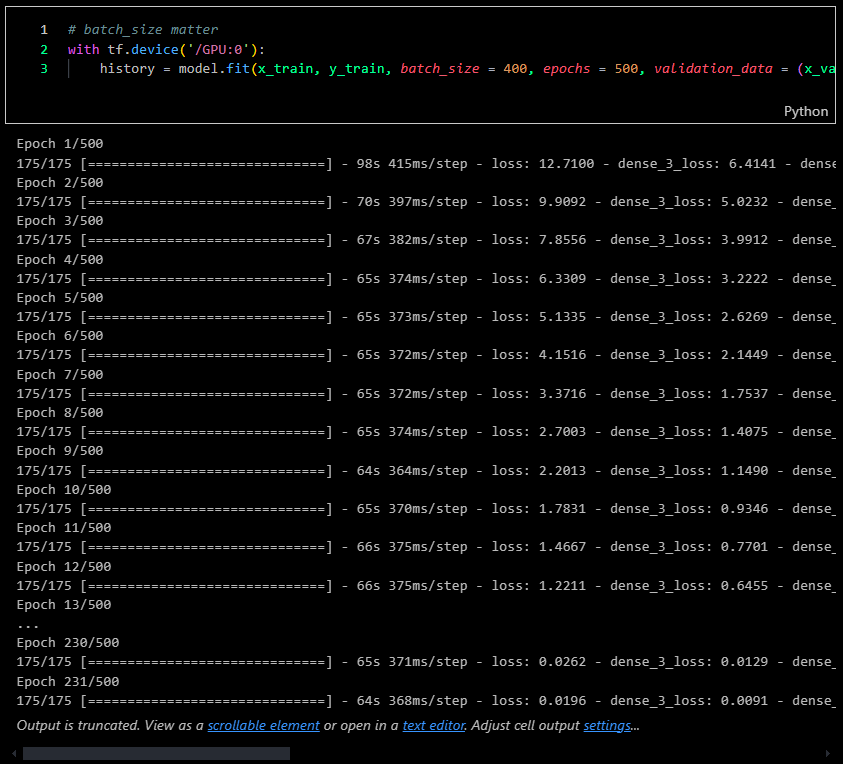 1 # batch_size matter
2 with tf.device('/GPU:0'):
3 history = model.fit(x_train, y_train, batch_size = 400, epochs = 500, validation_data = (x_va
Python
Epoch 1/500
175/175 [==============================] - 98s 415ms/step - loss: 12.7100 - dense_3_loss: 6.4141 - dense
Epoch 2/500
175/175 [==============================] - 70s 397ms/step - loss: 9.9092 - dense_3_loss: 5.0232 - dense_
Epoch 3/500
175/175 [==============================] - 67s 382ms/step - loss: 7.8556 - dense_3_loss: 3.9912 - dense_
Epoch 4/500
175/175 [==============================] - 65s 374ms/step - loss: 6.3309 - dense_3_loss: 3.2222 - dense_
Epoch 5/500
175/175 [==============================] - 65s 373ms/step - loss: 5.1335 - dense_3_loss: 2.6269 - dense_
Epoch 6/500
175/175 [==============================] - 65s 372ms/step - loss: 4.1516 - dense_3_loss: 2.1449 - dense_
Epoch 7/500
175/175 [==============================] - 65s 372ms/step - loss: 3.3716 - dense_3_loss: 1.7537 - dense_
Epoch 8/500
175/175 [==============================] - 65s 374ms/step - loss: 2.7003 - dense_3_loss: 1.4075 - dense_
Epoch 9/500
175/175 [==============================] - 64s 364ms/step - loss: 2.2013 - dense_3_loss: 1.1490 - dense_
Epoch 10/500
175/175 [==============================] - 65s 370ms/step - loss: 1.7831 - dense_3_loss: 0.9346 - dense_
Epoch 11/500
175/175 [==============================] - 66s 375ms/step - loss: 1.4667 - dense_3_loss: 0.7701 - dense_
Epoch 12/500
175/175 [==============================] - 66s 375ms/step - loss: 1.2211 - dense_3_loss: 0.6455 - dense_
Epoch 13/500
...
Epoch 230/500
175/175 [==============================] - 65s 371ms/step - loss: 0.0262 - dense_3_loss: 0.0129 - dense_
Epoch 231/500
175/175 [==============================] - 64s 368ms/step - loss: 0.0196 - dense_3_loss: 0.0091 - dense_
Output is truncated. View as a scrollable element or open in a text editor. Adjust cell output settings...